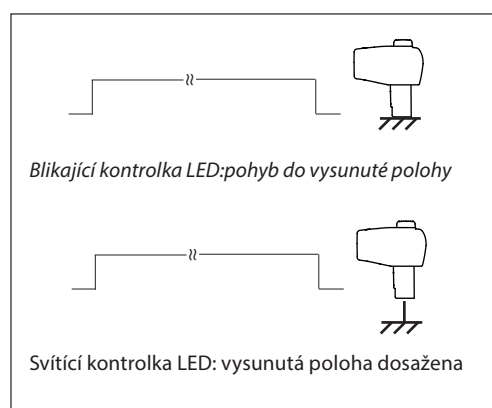 Blikající kontrolka LED:pohyb do vysunuté polohy
Svítící kontrolka LED: vysunutá poloha dosažena